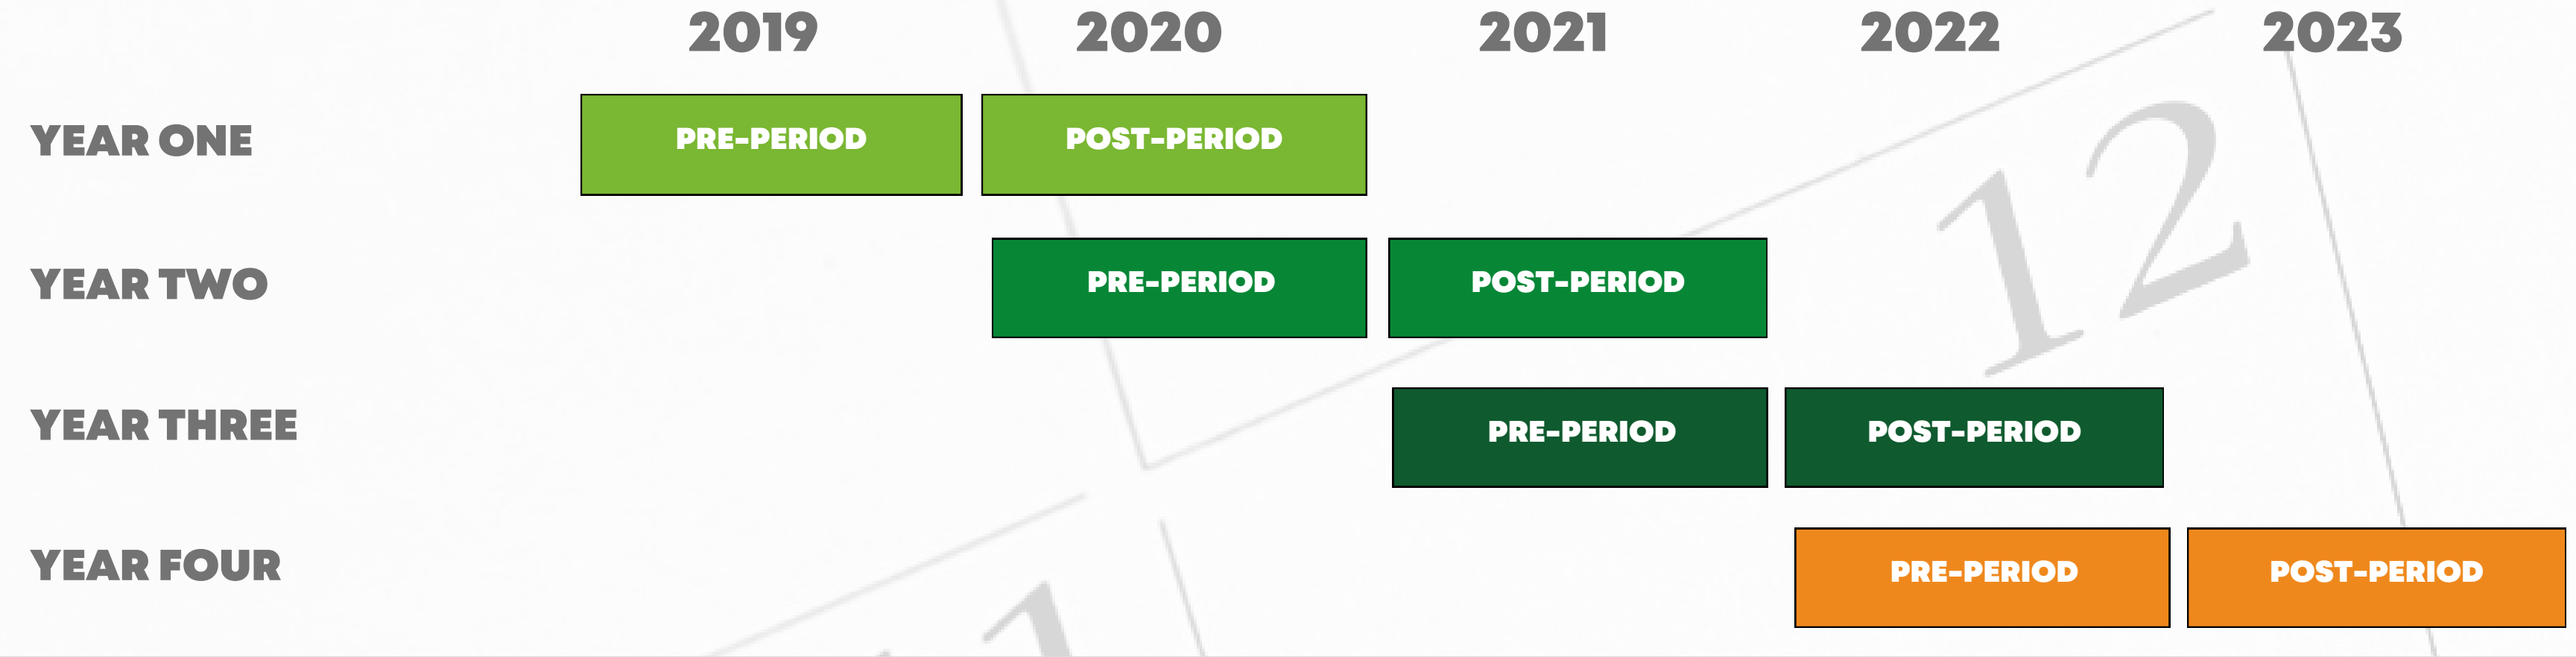 2019 2020 2021 2022 2023
YEAR ONE PRE-PERIOD POST-PERIOD
12
YEAR TWO PRE-PERIOD POST-PERIOD
YEAR THREE PRE-PERIOD POST-PERIOD
YEAR FOUR PRE-PERIOD POST-PERIOD